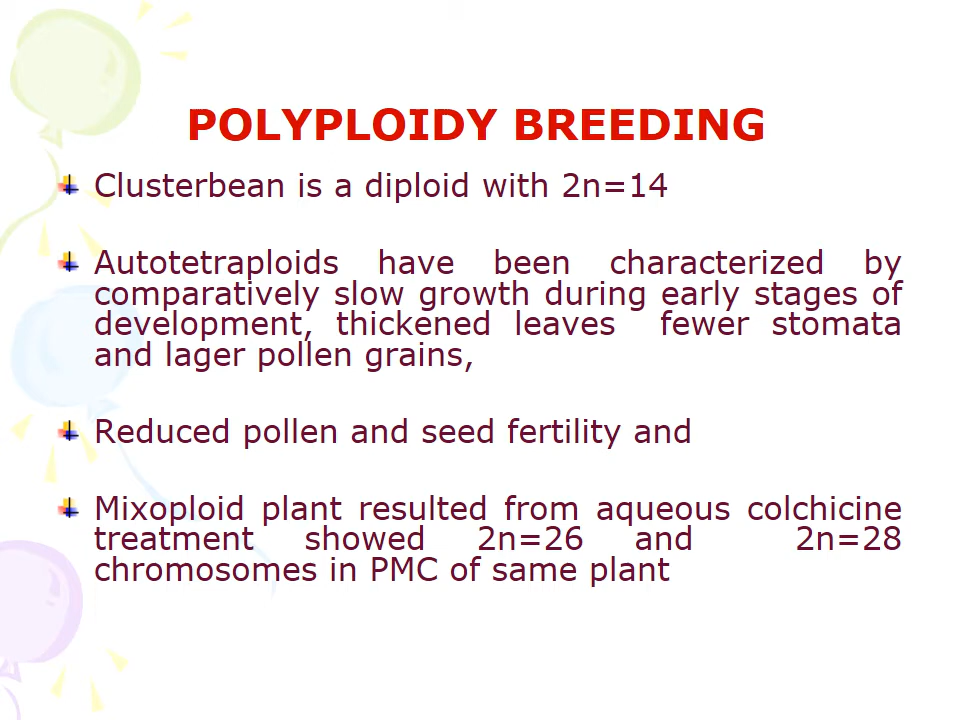 POLYPLOIDY BREEDING
Clusterbean is a diploid with 2n=14
Autotetraploids have been characterized by
comparatively slow growth during early stages of
development, thickened leaves fewer stomata
and lager pollen grains,
Reduced pollen and seed fertility and
Mixoploid plant resulted from aqueous colchicine
treatment showed 2n=26 and 2n=28
chromosomes in PMC of same plant